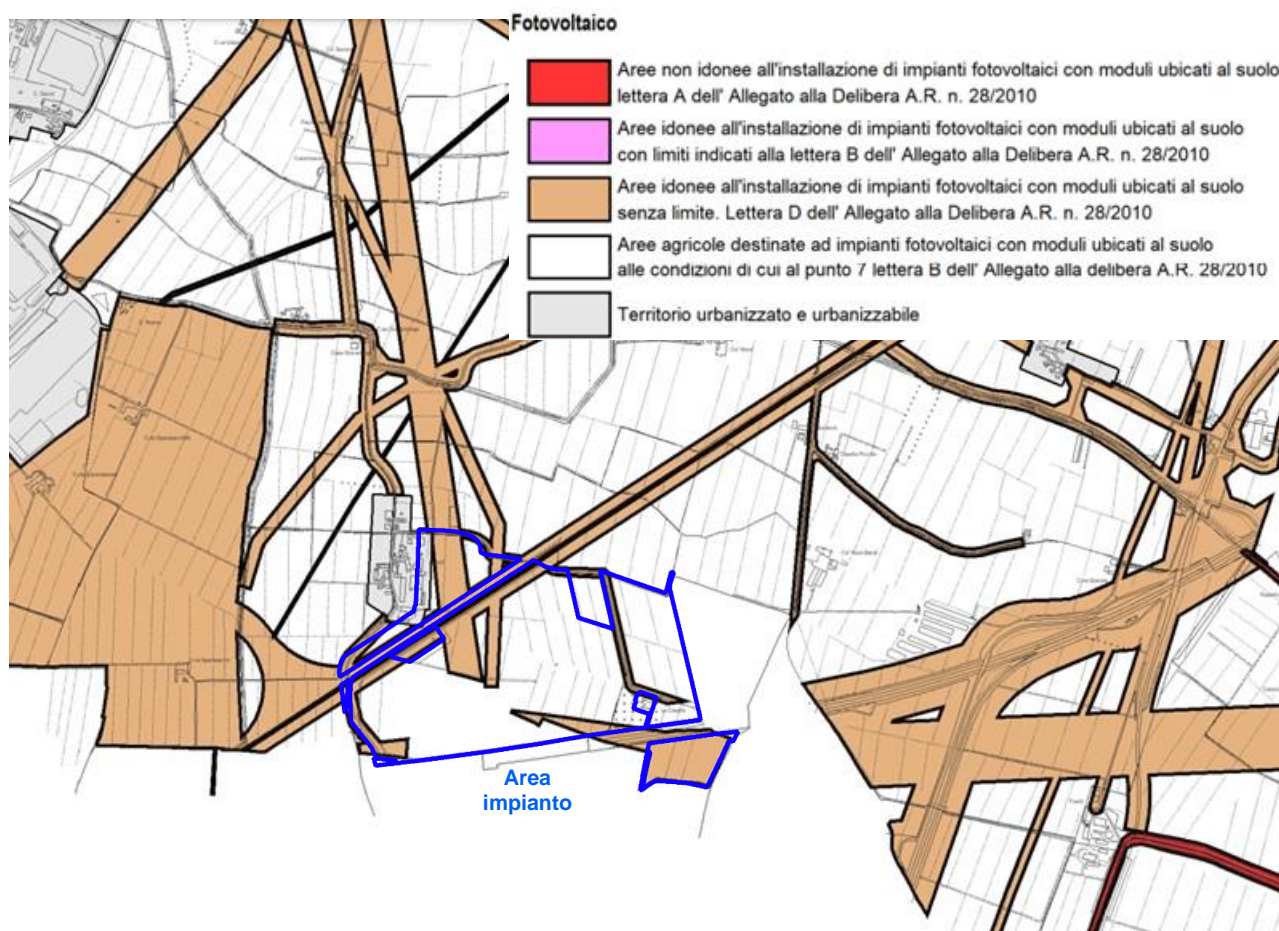 Fotovoltaico
Aree non idonee all'installazione di impianti fotovoltaici con moduli ubicati al suolo
lettera A dell' Allegato alla Delibera A.R. n. 28/2010
Aree idonee all'installazione di impianti fotovoltaici con moduli ubicati al suolo
con limiti indicati alla lettera B dell' Allegato alla Delibera A.R. n. 28/2010
Aree idonee all'installazione di impianti fotovoltaici con moduli ubicati al suolo
senza limite. Lettera D dell' Allegato alla Delibera A.R. n. 28/2010
Aree agricole destinate ad impianti fotovoltaici con moduli ubicati al suolo
alle condizioni di cui al punto 7 lettera B dell' Allegato alla delibera A.R. 28/2010
Territorio urbanizzato e urbanizzabile
Area
impianto